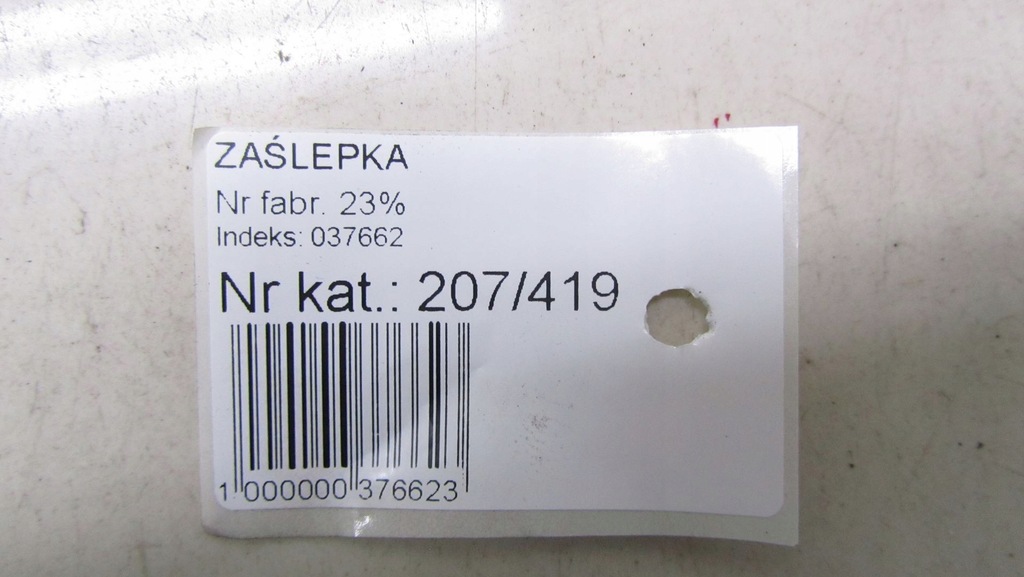 ZAŚLEPKA
Nr fabr. 23%
Indeks: 037662
Nr kat.: 207/419
1 000000 376623